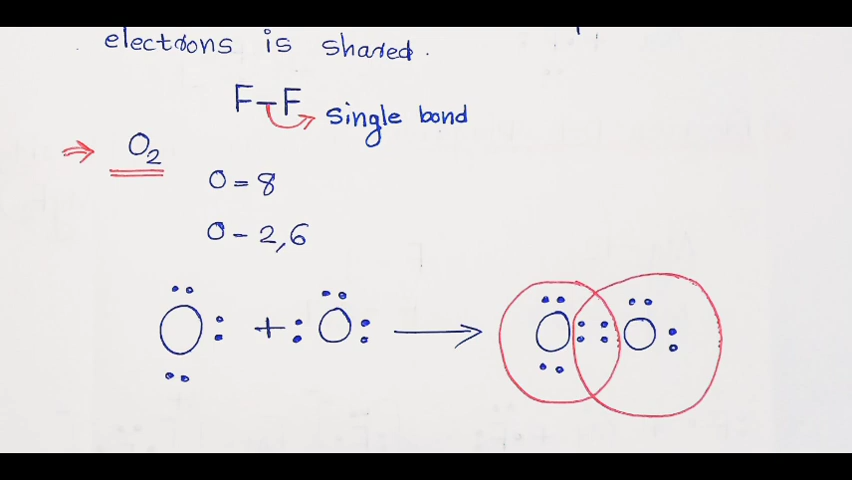 electrons is shared.
F-F single bond
⇒ O2
O = 8
O - 2,6
O + O ⟶ O O